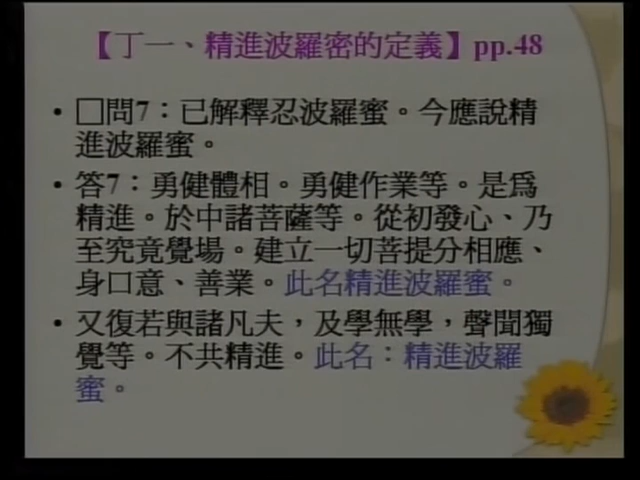 【丁一、精進波羅密的定義】pp.48
• □問7：已解釋忍波羅蜜。今應說精
進波羅蜜。
• 答7：勇健體相。勇健作業等。是為
精進。於中諸菩薩等。從初發心、乃
至究竟覺場。建立一切菩提分相應、
身口意、善業。此名精進波羅蜜。
• 又復若與諸凡夫，及學無學，聲聞獨
覺等。不共精進。此名：精進波羅
蜜。